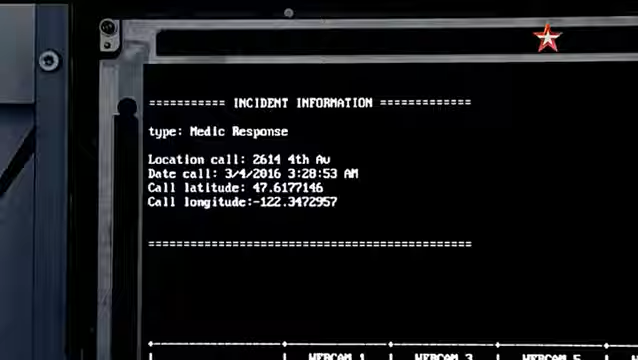 =========== INCIDENT INFORMATION =============
type: Medic Response
Location call: 2614 4th Av
Date call: 3/4/2016 3:28:53 AM
Call latitude: 47.6177146
Call longitude:-122.3472957
==============================================
WEBCAM 1 WEBCAM 3 WEBCAM 5